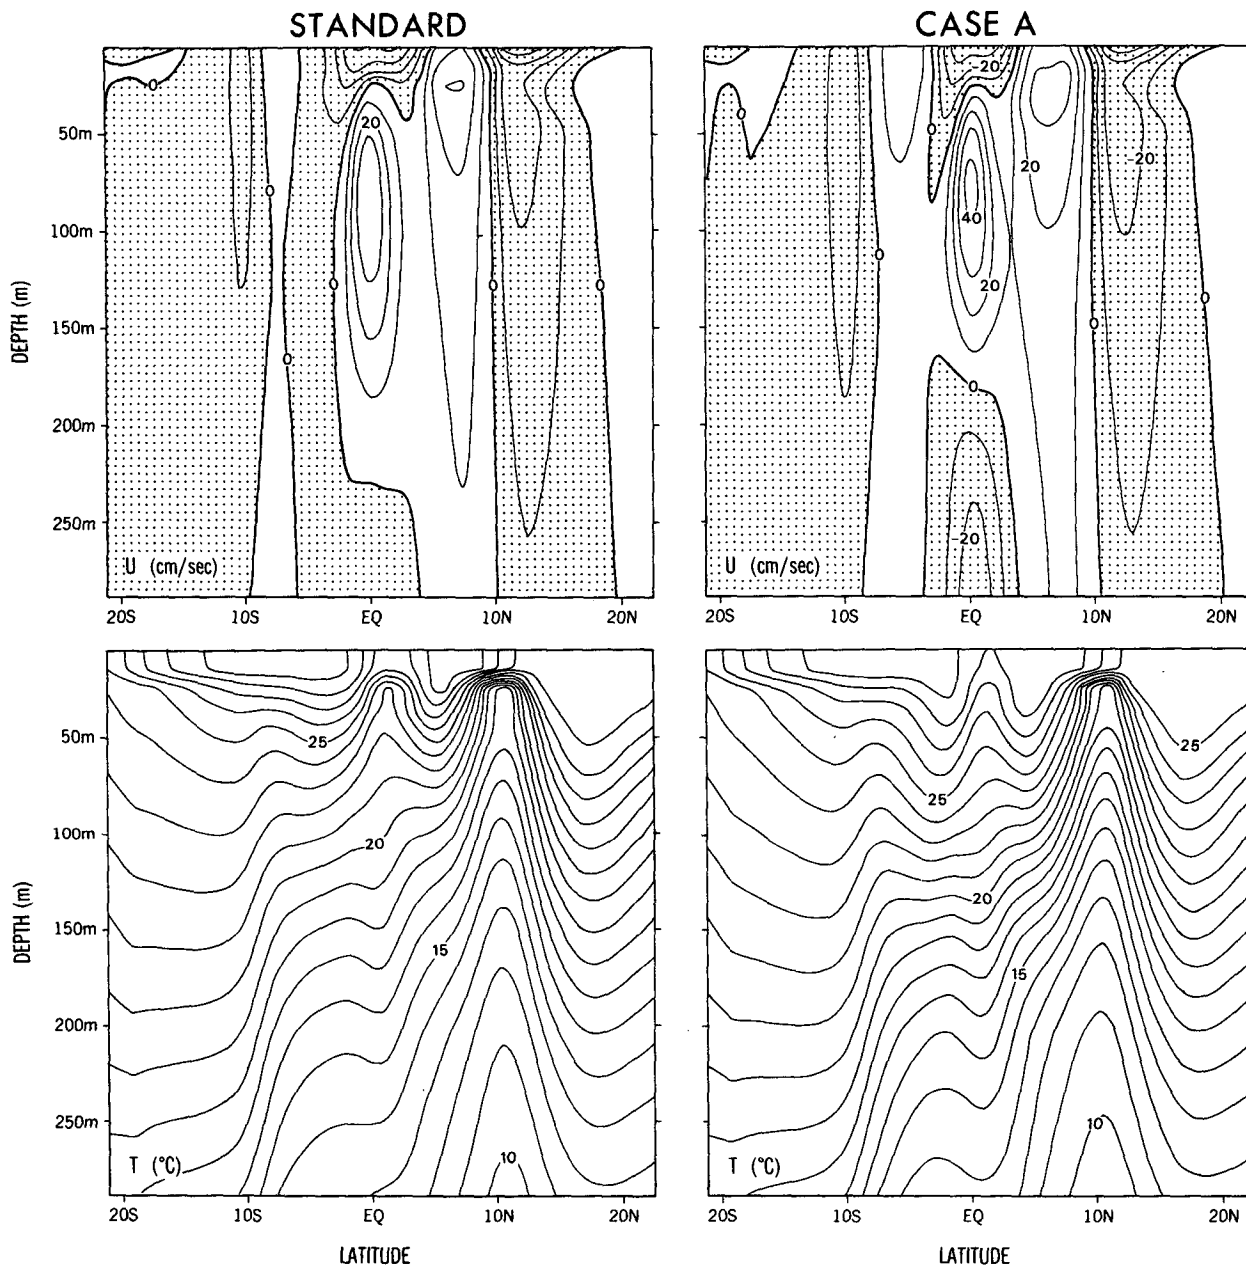 STANDARD
CASE A
0
20
0
0
0
0
0
50m
100m
150m
200m
250m
DEPTH (m)
U (cm/sec)
20S
10S
EQ
10N
20N
-20
0
0
20
-20
40
0
20
0
0
0
-20
U (cm/sec)
20S
10S
EQ
10N
20N
25
20
15
10
50m
100m
150m
200m
250m
DEPTH (m)
T (°C)
20S
10S
EQ
10N
20N
LATITUDE
25
25
20
15
10
T (°C)
20S
10S
EQ
10N
20N
LATITUDE